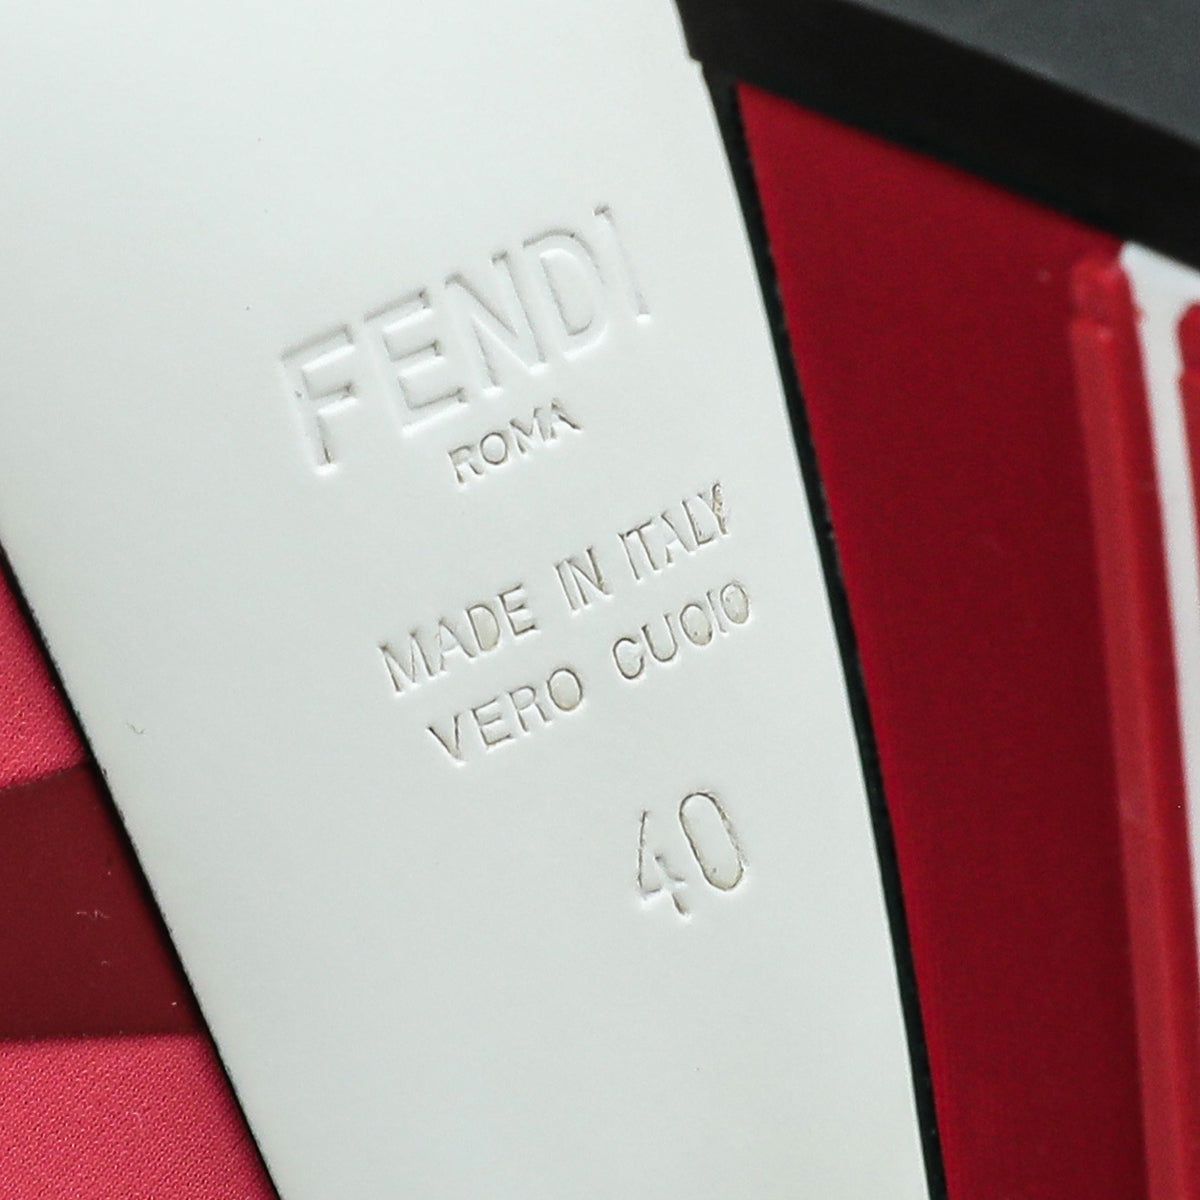 FENDI
ROMA
MADE IN ITALY
VERO CUOIO
40